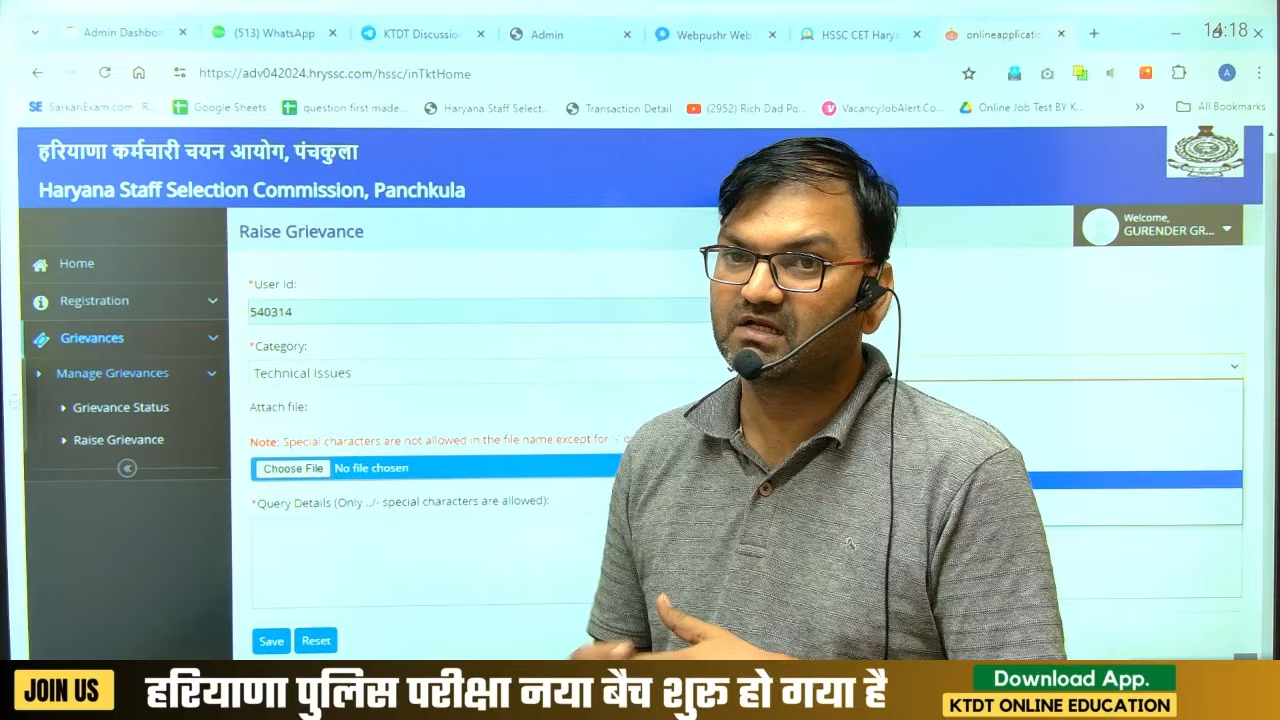 Admin Dashbo
(513) WhatsApp
KTDT Discussio
Admin
Webpushr Web
HSSC CET Harya
onlineapplicati
14:18
https://adv042024.hryssc.com/hssc/inTktHome
A
SE SarkariExam.com R...
Google Sheets
question first made...
Haryana Staff Select...
Transaction Detail
(2952) Rich Dad Po...
VacancyJobAlert.Co...
Online Job Test BY K...
All Bookmarks
हरियाणा कर्मचारी चयन आयोग, पंचकुला
Haryana Staff Selection Commission, Panchkula
Welcome,
GURENDER GR...
Home
Registration
Grievances
Manage Grievances
Grievance Status
Raise Grievance
Raise Grievance
*User Id:
540314
*Category:
Technical Issues
Attach file:
Note: Special characters are not allowed in the file name except for
Choose File No file chosen
*Query Details (Only ../- special characters are allowed):
Save Reset
JOIN US
हरियाणा पुलिस परीक्षा नया बैच शुरू हो गया है
Download App.
KTDT ONLINE EDUCATION